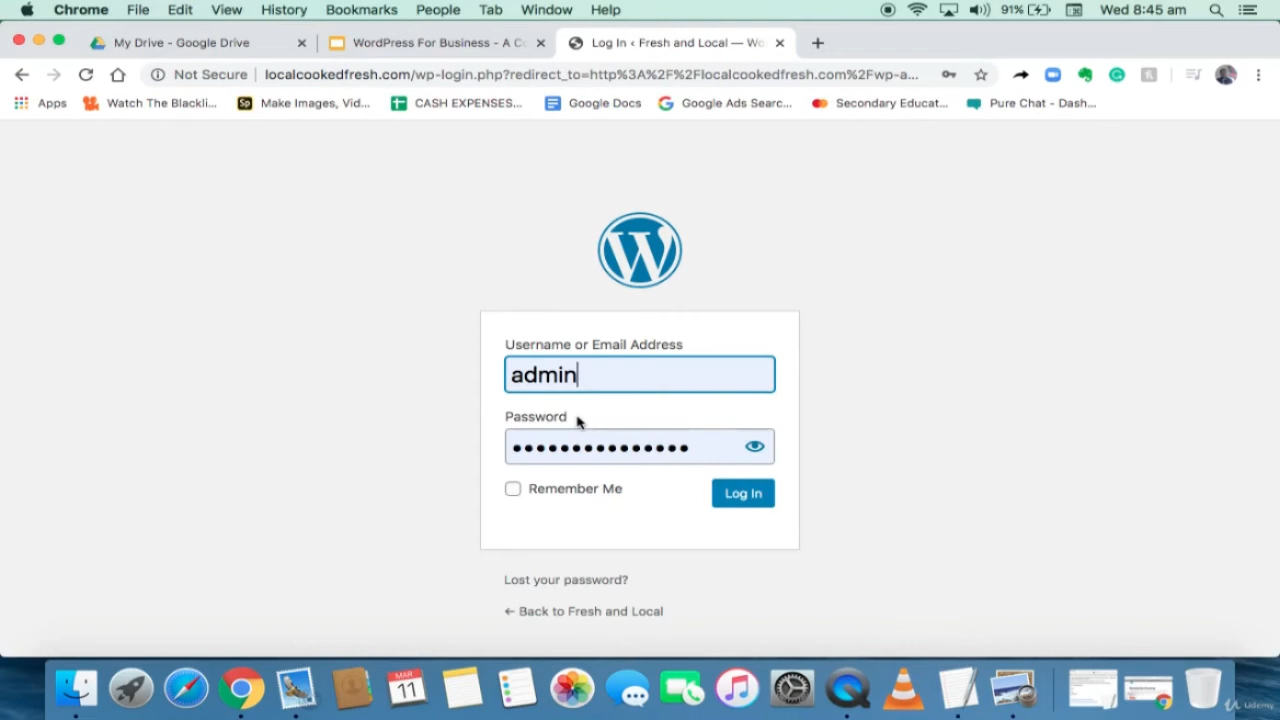 Chrome File Edit View History Bookmarks People Tab Window Help 91% Wed 8:45 am
My Drive - Google Drive WordPress For Business - A Co Log In ‹ Fresh and Local — Wo
Not Secure localcookedfresh.com/wp-login.php?redirect_to=http%3A%2F%2Flocalcookedfresh.com%2Fwp-a...
Apps Watch The Blackli... Sp Make Images, Vid... CASH EXPENSES... Google Docs Google Ads Searc... Secondary Educat... Pure Chat - Dash...
Username or Email Address
admin
Password
Remember Me Log In
Lost your password?
← Back to Fresh and Local
MAR
11
Udemy